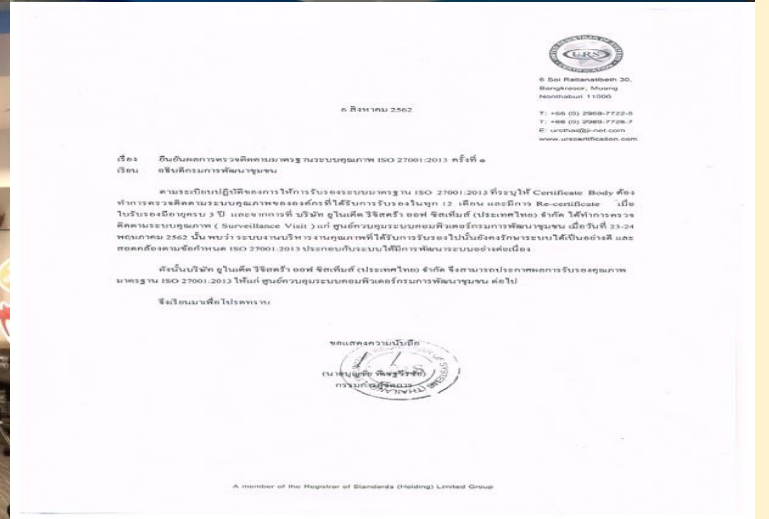 URS
6 Soi Rattanatibeth 30,
Bangkrasor, Muang
Nonthaburi 11000
6 สิงหาคม 2562
T: +66 (0) 2969-7722-5
F: +66 (0) 2969-7728-7
E: ursthai@ji-net.com
www.urscertification.com
เรื่อง ยืนยันผลการตรวจติดตามมาตรฐานระบบคุณภาพ ISO 27001:2013 ครั้งที่ ๑
เรียน อธิบดีกรมการพัฒนาชุมชน
ตามระเบียบปฏิบัติของการให้การรับรองระบบมาตรฐาน ISO 27001:2013 ที่ระบุให้ Certificate Body ต้อง
ทำการตรวจติดตามระบบคุณภาพขององค์กรที่ได้รับการรับรองในทุก 12 เดือน และมีการ Re-certificate เมื่อ
ใบรับรองมีอายุครบ 3 ปี และจากการที่ บริษัท ยูไนเต็ด รีจิสตร้า ออฟ ซิสเท็มส์ (ประเทศไทย) จำกัด ได้ทำการตรวจ
ติดตามระบบคุณภาพ ( Surveillance Visit ) แก่ ศูนย์ควบคุมระบบคอมพิวเตอร์กรมการพัฒนาชุมชน เมื่อวันที่ 23-24
พฤษภาคม 2562 นั้น พบว่า ระบบงานบริหารงานคุณภาพที่ได้รับการรับรองไปนั้นยังคงรักษาระบบได้เป็นอย่างดี และ
สอดคล้องตามข้อกำหนด ISO 27001:2013 ประกอบกับระบบได้มีการพัฒนาระบบอย่างต่อเนื่อง
ดังนั้นบริษัท ยูไนเต็ด รีจิสตร้า ออฟ ซิสเท็มส์ (ประเทศไทย) จำกัด จึงสามารถประกาศผลการรับรองคุณภาพ
มาตรฐาน ISO 27001:2013 ให้แก่ ศูนย์ควบคุมระบบคอมพิวเตอร์กรมการพัฒนาชุมชน ต่อไป
จึงเรียนมาเพื่อโปรดทราบ
ขอแสดงความนับถือ
กรรมการผู้จัดการ
A member of the Registrar of Standards (Holding) Limited Group